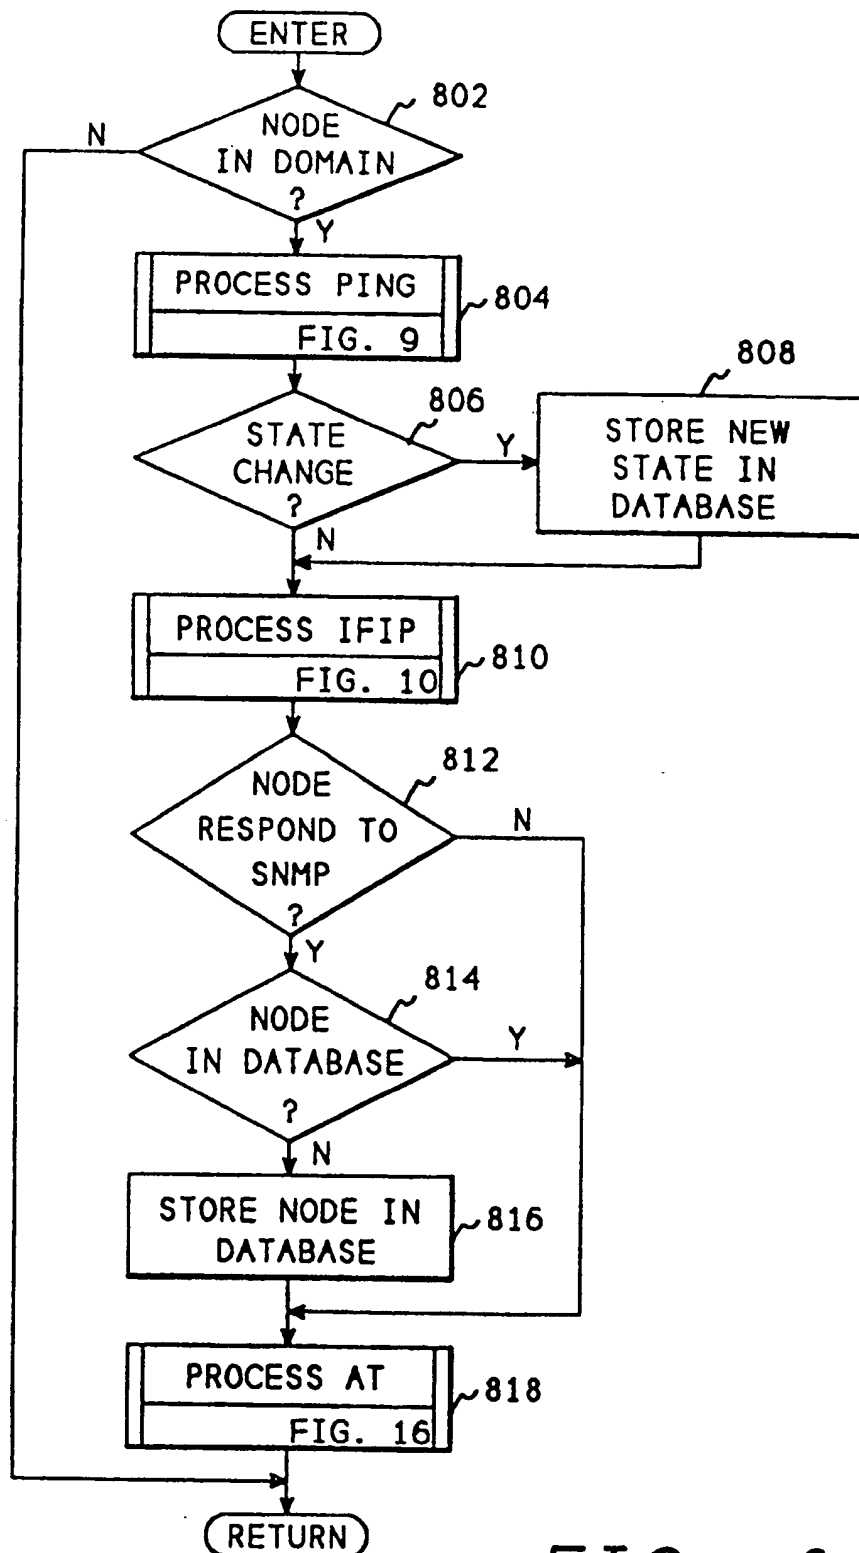 ENTER
802
NODE
IN DOMAIN
?
N
Y
PROCESS PING
FIG. 9
804
806
STATE
CHANGE
?
Y
N
808
STORE NEW
STATE IN
DATABASE
PROCESS IFIP
FIG. 10
810
812
NODE
RESPOND TO
SNMP
?
N
Y
814
NODE
IN DATABASE
?
Y
N
STORE NODE IN
DATABASE
816
PROCESS AT
FIG. 16
818
RETURN